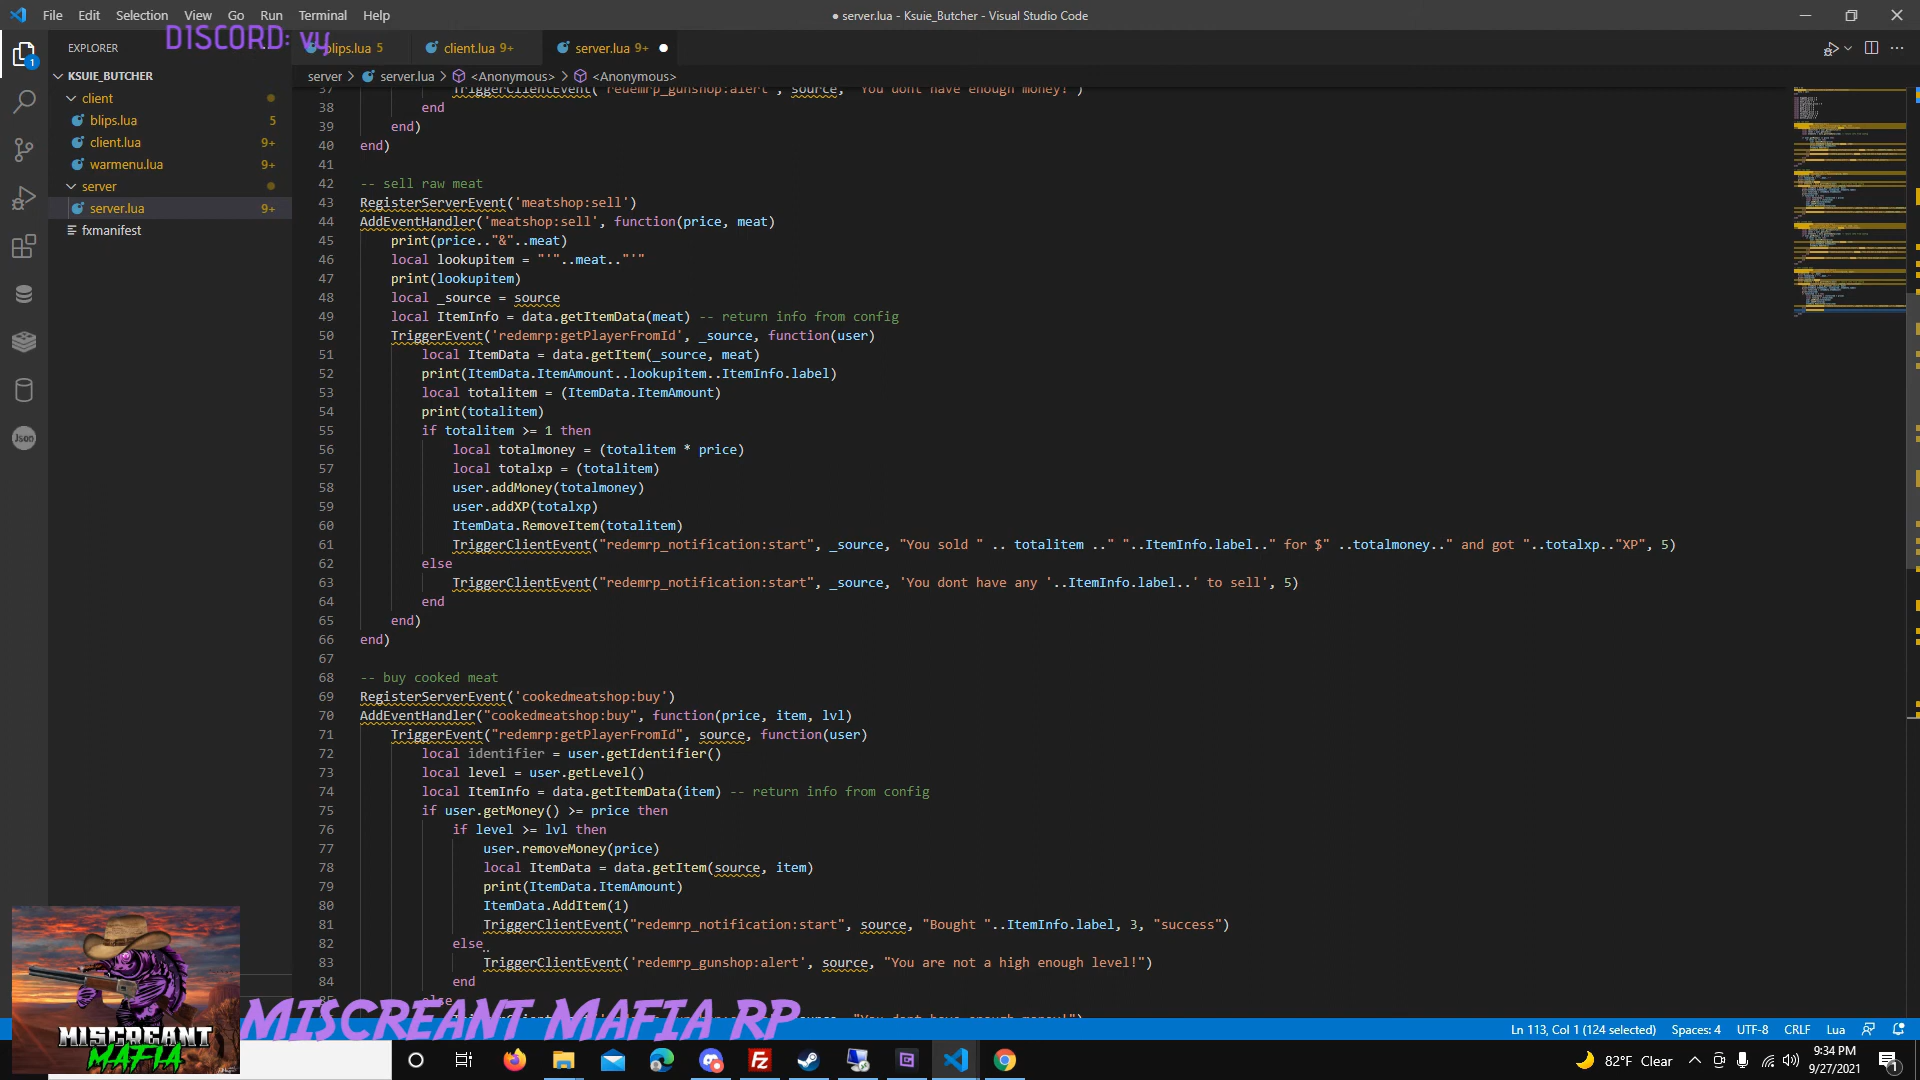 File Edit Selection View Go Run Terminal Help
● server.lua - Ksuie_Butcher - Visual Studio Code
DISCORD: vy
EXPLORER
blips.lua 5
client.lua 9+
server.lua 9+
KSUIE_BUTCHER
server > server.lua > <Anonymous> > <Anonymous>
client
blips.lua 5
client.lua 9+
warmenu.lua 9+
server
server.lua 9+
fxmanifest
37 TriggerClientEvent('redemrp_gunshop:alert', source, "You dont have enough money!")
38 end
39 end)
40 end)
41
42 -- sell raw meat
43 RegisterServerEvent('meatshop:sell')
44 AddEventHandler('meatshop:sell', function(price, meat)
45 print(price.."&"..meat)
46 local lookupitem = "'"..meat.."'"
47 print(lookupitem)
48 local _source = source
49 local ItemInfo = data.getItemData(meat) -- return info from config
50 TriggerEvent('redemrp:getPlayerFromId', _source, function(user)
51 local ItemData = data.getItem(_source, meat)
52 print(ItemData.ItemAmount..lookupitem..ItemInfo.label)
53 local totalitem = (ItemData.ItemAmount)
54 print(totalitem)
55 if totalitem >= 1 then
56 local totalmoney = (totalitem * price)
57 local totalxp = (totalitem)
58 user.addMoney(totalmoney)
59 user.addXP(totalxp)
60 ItemData.RemoveItem(totalitem)
61 TriggerClientEvent("redemrp_notification:start", _source, "You sold " .. totalitem .." "..ItemInfo.label.." for $" ..totalmoney.." and got "..totalxp.."XP", 5)
62 else
63 TriggerClientEvent("redemrp_notification:start", _source, 'You dont have any '..ItemInfo.label..' to sell', 5)
64 end
65 end)
66 end)
67
68 -- buy cooked meat
69 RegisterServerEvent('cookedmeatshop:buy')
70 AddEventHandler("cookedmeatshop:buy", function(price, item, lvl)
71 TriggerEvent("redemrp:getPlayerFromId", source, function(user)
72 local identifier = user.getIdentifier()
73 local level = user.getLevel()
74 local ItemInfo = data.getItemData(item) -- return info from config
75 if user.getMoney() >= price then
76 if level >= lvl then
77 user.removeMoney(price)
78 local ItemData = data.getItem(source, item)
79 print(ItemData.ItemAmount)
80 ItemData.AddItem(1)
81 TriggerClientEvent("redemrp_notification:start", source, "Bought "..ItemInfo.label, 3, "success")
82 else
83 TriggerClientEvent('redemrp_gunshop:alert', source, "You are not a high enough level!")
84 end
85 else
MISCREANT MAFIA
MISCREANT MAFIA RP
Ln 113, Col 1 (124 selected) Spaces: 4 UTF-8 CRLF Lua
82°F Clear
9:34 PM
9/27/2021